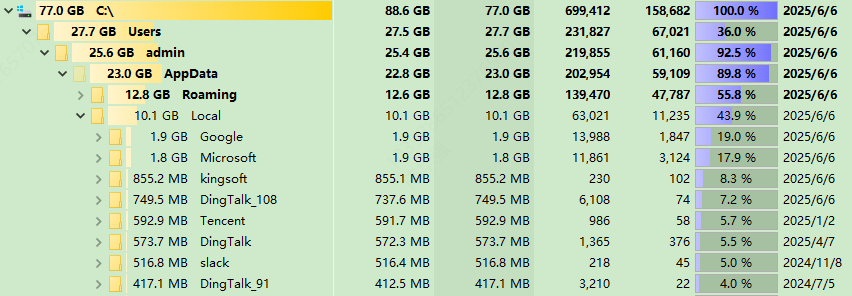 77.0 GB C:\ 88.6 GB 77.0 GB 699,412 158,682 100.0 % 2025/6/6
27.7 GB Users 27.5 GB 27.7 GB 231,827 67,021 36.0 % 2025/6/6
25.6 GB admin 25.4 GB 25.6 GB 219,855 61,160 92.5 % 2025/6/6
23.0 GB AppData 22.8 GB 23.0 GB 202,954 59,109 89.8 % 2025/6/6
12.8 GB Roaming 12.6 GB 12.8 GB 139,470 47,787 55.8 % 2025/6/6
10.1 GB Local 10.1 GB 10.1 GB 63,021 11,235 43.9 % 2025/6/6
1.9 GB Google 1.9 GB 1.9 GB 13,988 1,847 19.0 % 2025/6/6
1.8 GB Microsoft 1.9 GB 1.8 GB 11,861 3,124 17.9 % 2025/6/6
855.2 MB kingsoft 855.1 MB 855.2 MB 230 102 8.3 % 2025/6/6
749.5 MB DingTalk_108 737.6 MB 749.5 MB 6,108 74 7.2 % 2025/6/6
592.9 MB Tencent 591.7 MB 592.9 MB 986 58 5.7 % 2025/1/2
573.7 MB DingTalk 572.3 MB 573.7 MB 1,365 376 5.5 % 2025/4/7
516.8 MB slack 516.4 MB 516.8 MB 218 45 5.0 % 2024/11/8
417.1 MB DingTalk_91 412.5 MB 417.1 MB 3,210 22 4.0 % 2024/7/5